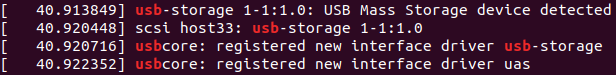 [   40.913849] usb-storage 1-1:1.0: USB Mass Storage device detected
[   40.920448] scsi host33: usb-storage 1-1:1.0
[   40.920716] usbcore: registered new interface driver usb-storage
[   40.922352] usbcore: registered new interface driver uas